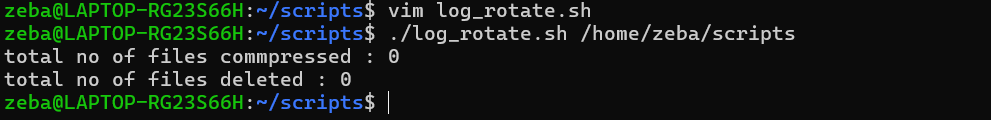 zeba@LAPTOP-RG23S66H:~/scripts$ vim log_rotate.sh
zeba@LAPTOP-RG23S66H:~/scripts$ ./log_rotate.sh /home/zeba/scripts
total no of files commpressed : 0
total no of files deleted : 0
zeba@LAPTOP-RG23S66H:~/scripts$